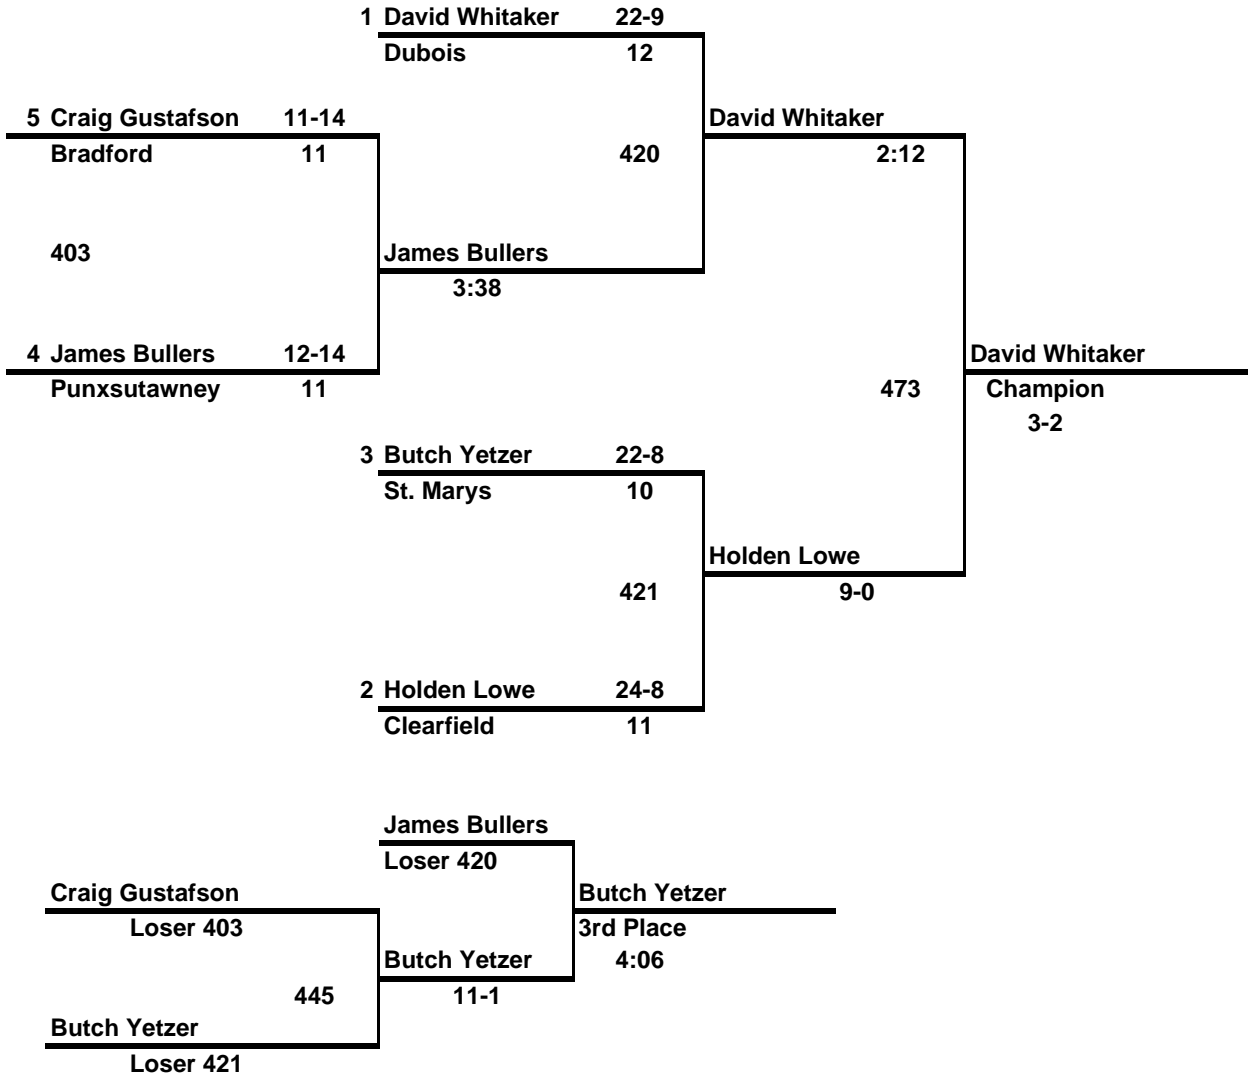 1 David Whitaker 22-9
Dubois 12
5 Craig Gustafson 11-14
David Whitaker
Bradford 11
420
2:12
403
James Bullers
3:38
4 James Bullers 12-14
David Whitaker
Punxsutawney 11
473
Champion
3-2
3 Butch Yetzer 22-8
St. Marys 10
Holden Lowe
421
9-0
2 Holden Lowe 24-8
Clearfield 11
James Bullers
Loser 420
Craig Gustafson
Butch Yetzer
Loser 403
3rd Place
Butch Yetzer
4:06
445
11-1
Butch Yetzer
Loser 421